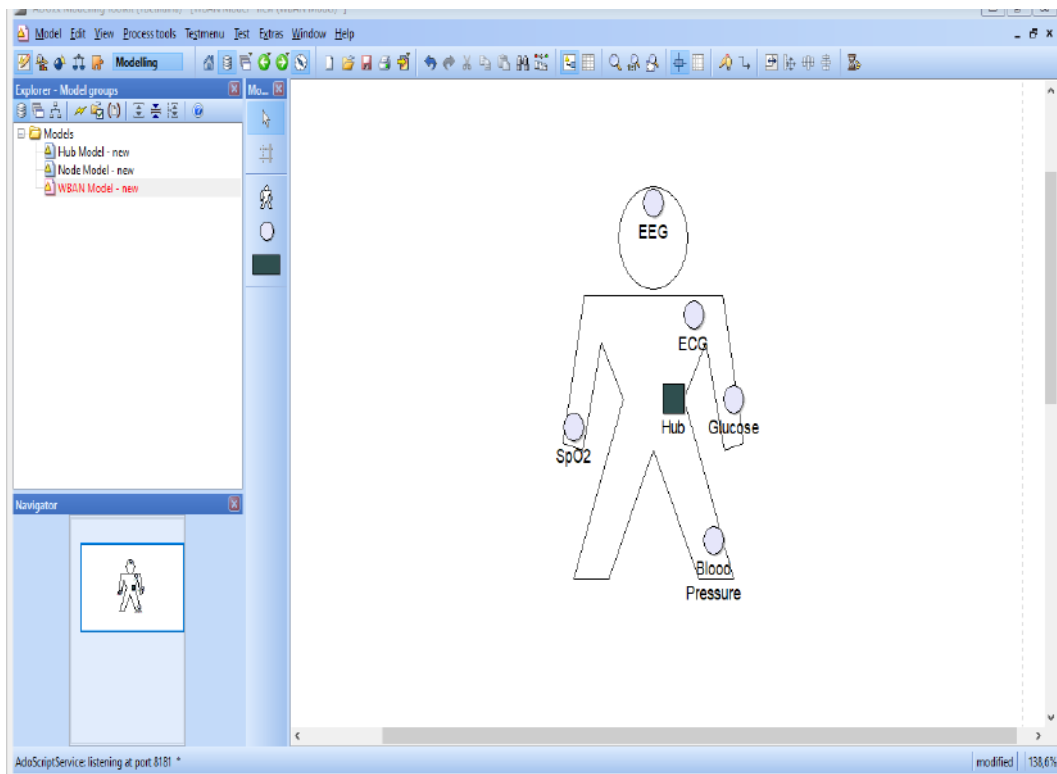 Model Edit View Process tools Testmenu Test Extras Window Help
Modelling
Explorer - Model groups
Mo...
Models
Hub Model - new
Node Model - new
WBAN Model - new
EEG
ECG
Hub
Glucose
SpO2
Blood
Pressure
Navigator
AdoScriptService: listening at port 8181 *
modified
138,6%